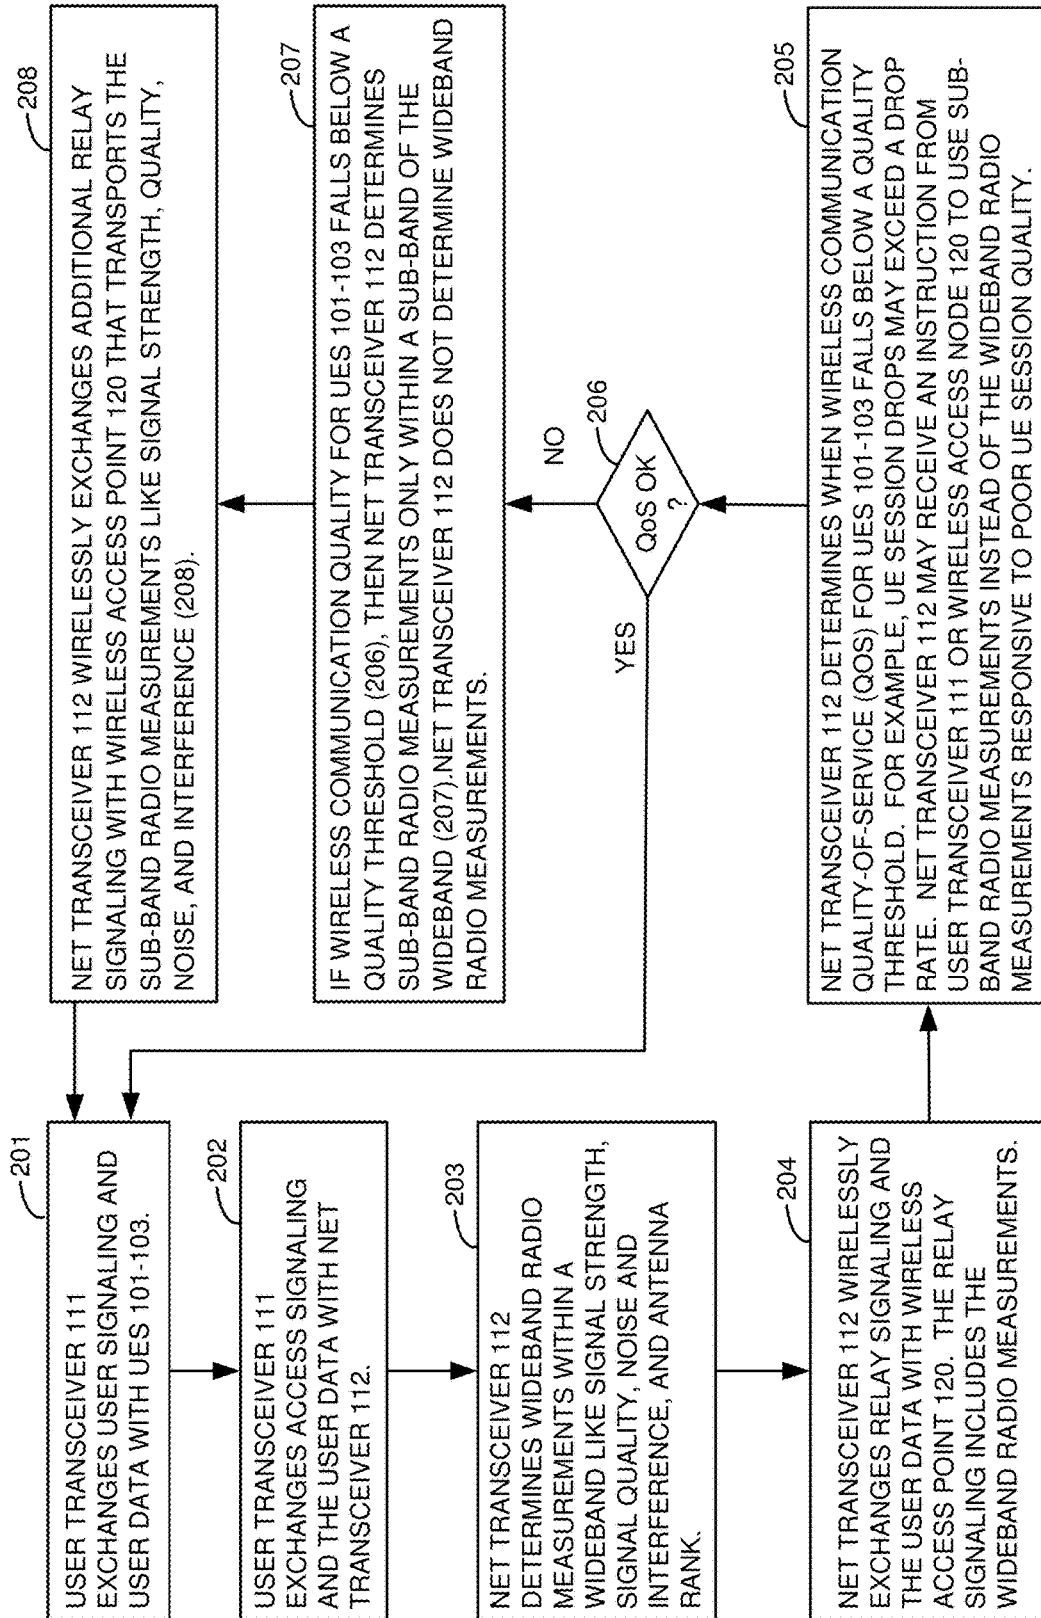 201
USER TRANSCEIVER 111
EXCHANGES USER SIGNALING AND
USER DATA WITH UES 101-103.
202
USER TRANSCEIVER 111
EXCHANGES ACCESS SIGNALING
AND THE USER DATA WITH NET
TRANSCEIVER 112.
203
NET TRANSCEIVER 112
DETERMINES WIDEBAND RADIO
MEASUREMENTS WITHIN A
WIDEBAND LIKE SIGNAL STRENGTH,
SIGNAL QUALITY, NOISE AND
INTERFERENCE, AND ANTENNA
RANK.
204
NET TRANSCEIVER 112 WIRELESSLY
EXCHANGES RELAY SIGNALING AND
THE USER DATA WITH WIRELESS
ACCESS POINT 120. THE RELAY
SIGNALING INCLUDES THE
WIDEBAND RADIO MEASUREMENTS.
205
NET TRANSCEIVER 112 DETERMINES WHEN WIRELESS COMMUNICATION
QUALITY-OF-SERVICE (QOS) FOR UES 101-103 FALLS BELOW A QUALITY
THRESHOLD. FOR EXAMPLE, UE SESSION DROPS MAY EXCEED A DROP
RATE. NET TRANSCEIVER 112 MAY RECEIVE AN INSTRUCTION FROM
USER TRANSCEIVER 111 OR WIRELESS ACCESS NODE 120 TO USE SUB-
BAND RADIO MEASUREMENTS INSTEAD OF THE WIDEBAND RADIO
MEASUREMENTS RESPONSIVE TO POOR UE SESSION QUALITY.
206
QoS OK
?
YES
NO
207
IF WIRELESS COMMUNICATION QUALITY FOR UES 101-103 FALLS BELOW A
QUALITY THRESHOLD (206), THEN NET TRANSCEIVER 112 DETERMINES
SUB-BAND RADIO MEASUREMENTS ONLY WITHIN A SUB-BAND OF THE
WIDEBAND (207).NET TRANSCEIVER 112 DOES NOT DETERMINE WIDEBAND
RADIO MEASUREMENTS.
208
NET TRANSCEIVER 112 WIRELESSLY EXCHANGES ADDITIONAL RELAY
SIGNALING WITH WIRELESS ACCESS POINT 120 THAT TRANSPORTS THE
SUB-BAND RADIO MEASUREMENTS LIKE SIGNAL STRENGTH, QUALITY,
NOISE, AND INTERFERENCE (208).